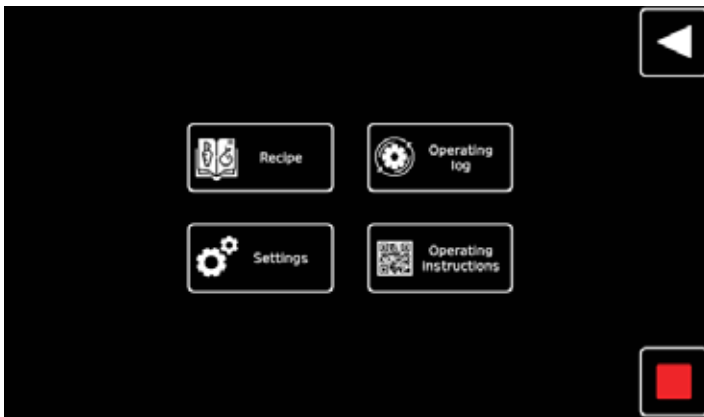 Recipe
Operating
log
Settings
Operating
instructions